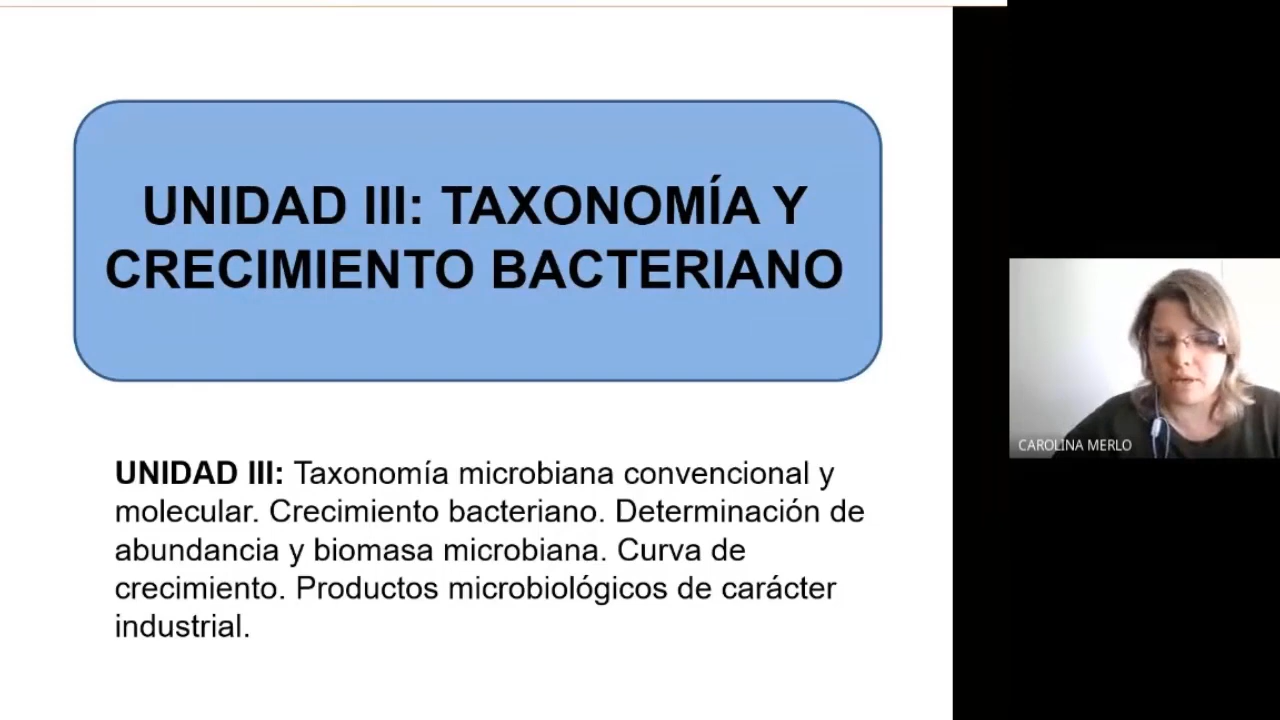 UNIDAD III: TAXONOMÍA Y
CRECIMIENTO BACTERIANO
UNIDAD III: Taxonomía microbiana convencional y
molecular. Crecimiento bacteriano. Determinación de
abundancia y biomasa microbiana. Curva de
crecimiento. Productos microbiológicos de carácter
industrial.
CAROLINA MERLO